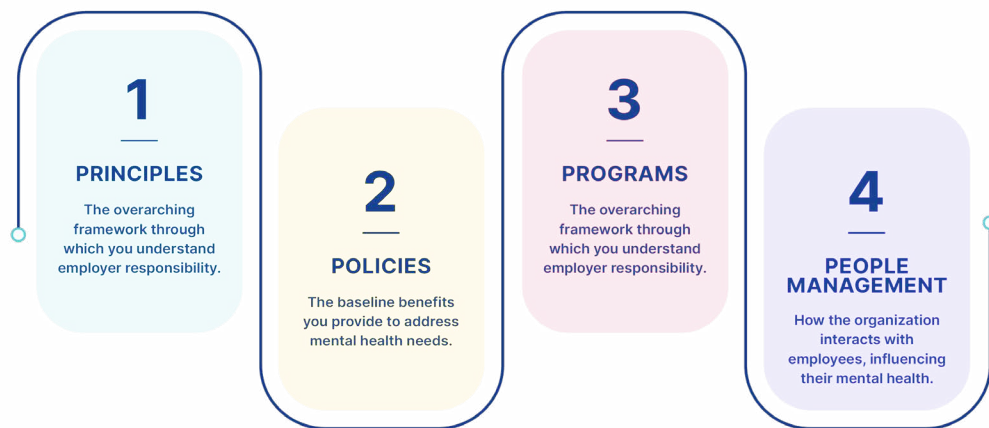 1
PRINCIPLES
The overarching
framework through
which you understand
employer responsibility.
2
POLICIES
The baseline benefits
you provide to address
mental health needs.
3
PROGRAMS
The overarching
framework through
which you understand
employer responsibility.
4
PEOPLE
MANAGEMENT
How the organization
interacts with
employees, influencing
their mental health.